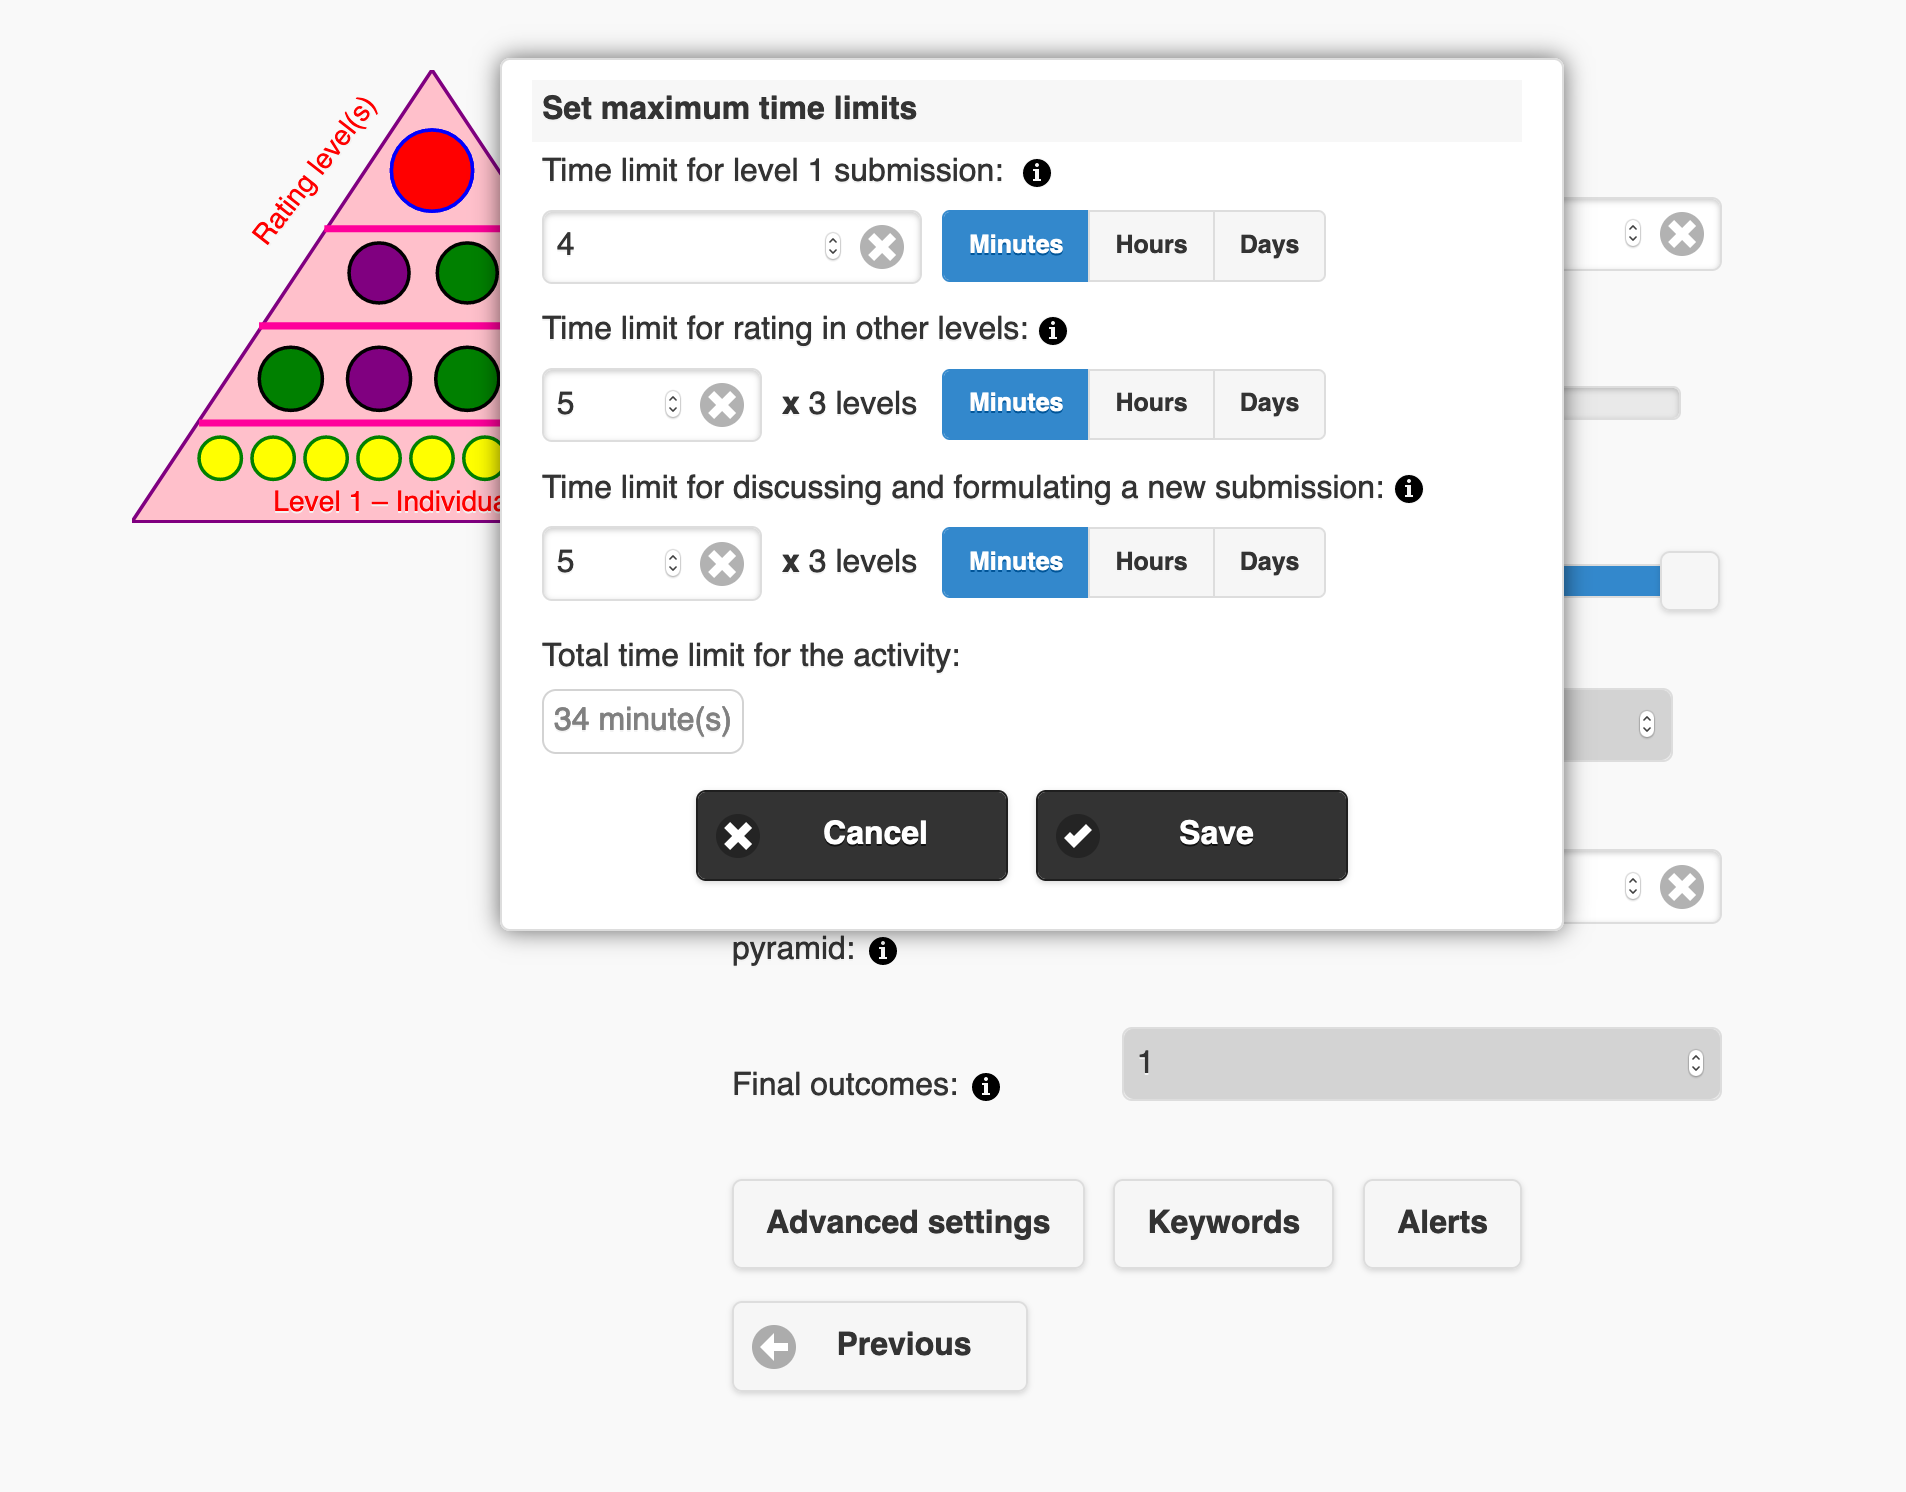 Rating level(s)
Level 1 – Individua
Set maximum time limits
Time limit for level 1 submission:
4 Minutes Hours Days
Time limit for rating in other levels:
5 x 3 levels Minutes Hours Days
Time limit for discussing and formulating a new submission:
5 x 3 levels Minutes Hours Days
Total time limit for the activity:
34 minute(s)
Cancel Save
pyramid:
Final outcomes: 1
Advanced settings Keywords Alerts
Previous